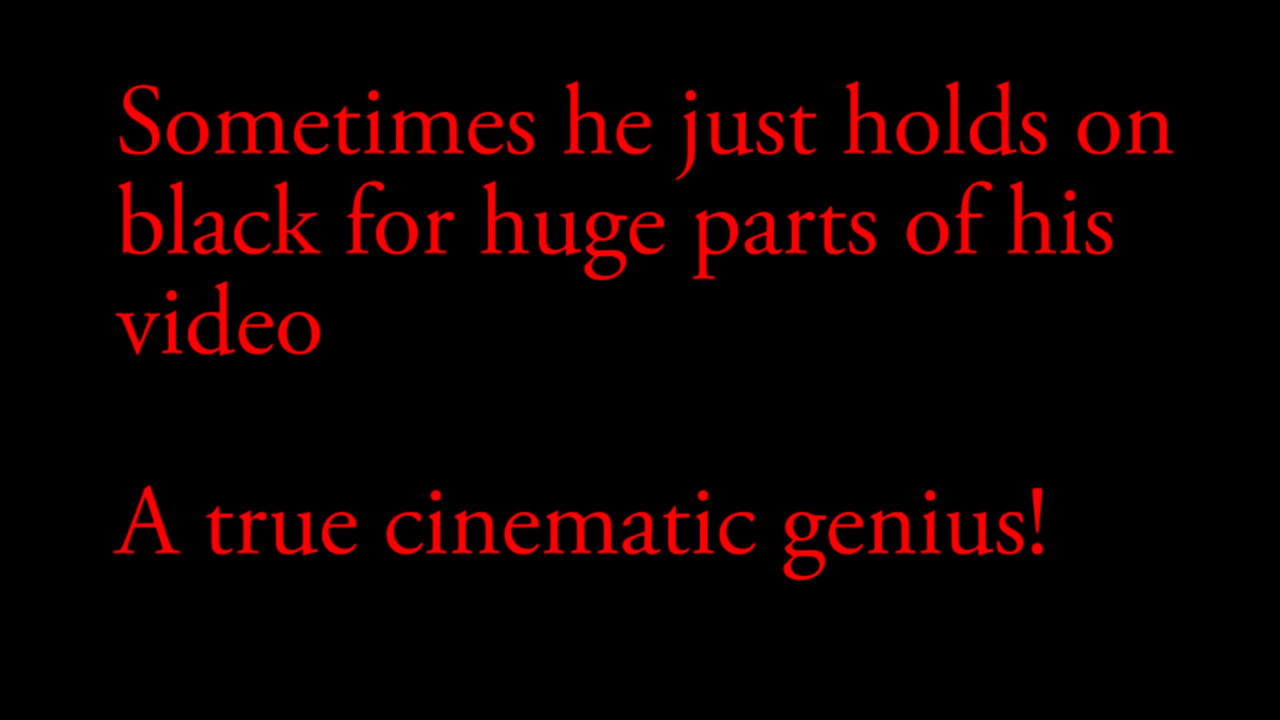 Sometimes he just holds on
black for huge parts of his
video
A true cinematic genius!